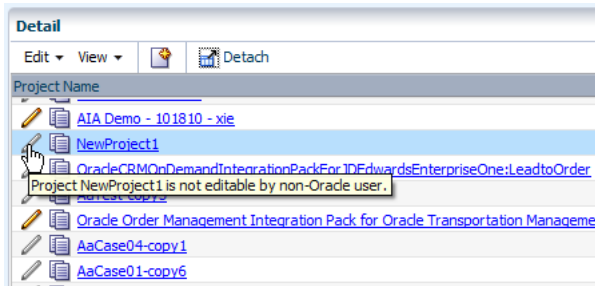 Detail
Edit View Detach
Project Name
AIA Demo - 101810 - xie
NewProject1
OracleCRMOnDemandIntegrationPackForJDEdwardsEnterpriseOne:LeadtoOrder
Project NewProject1 is not editable by non-Oracle user.
Oracle Order Management Integration Pack for Oracle Transportation Manageme
AaCase04-copy1
AaCase01-copy6